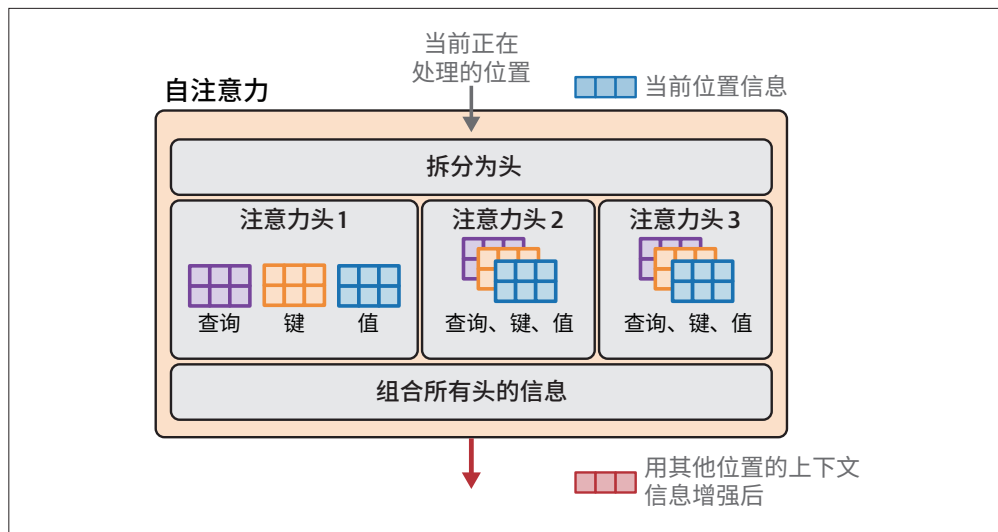 当前正在
处理的位置
当前位置信息
自注意力
拆分为头
注意力头1
注意力头2
注意力头3
查询
键
值
查询、键、值
查询、键、值
组合所有头的信息
用其他位置的上下文
信息增强后